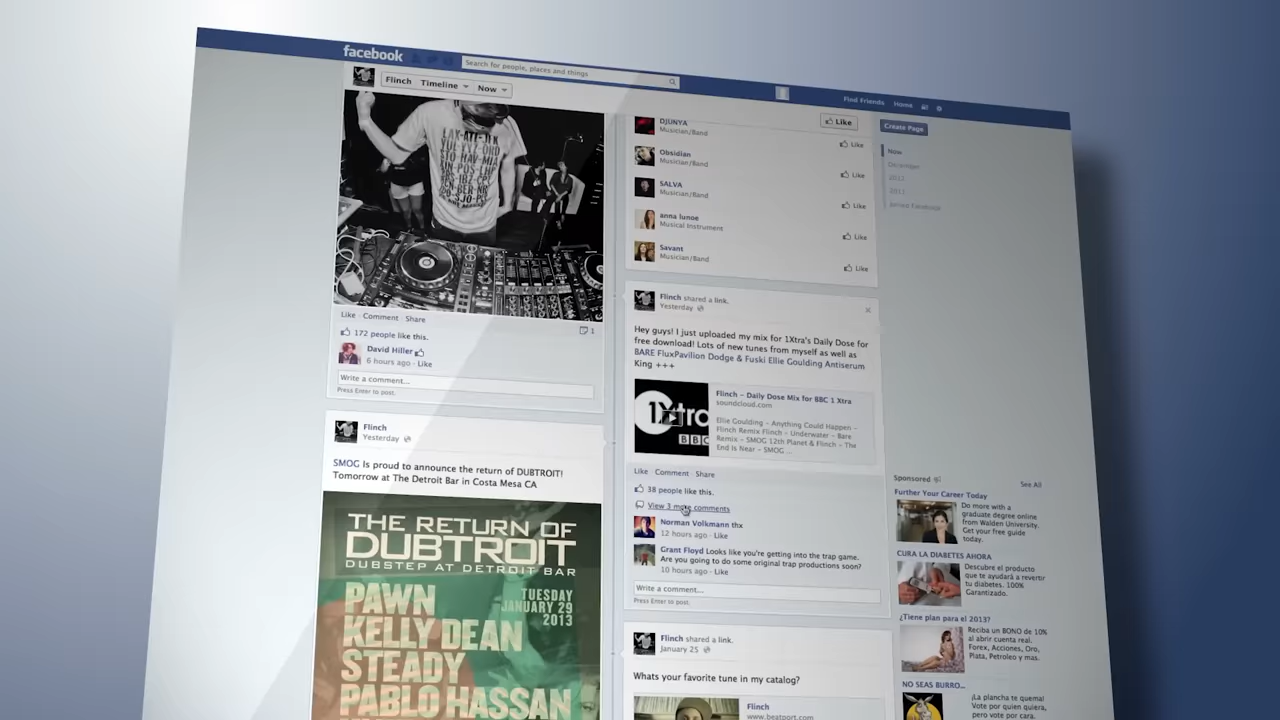 facebook
Search for people, places and things
Find Friends
Home
Flinch
Timeline
Now
Like · Comment · Share
1
172 people like this.
David Hiller
6 hours ago · Like
Write a comment...
Press Enter to post.
Flinch
Yesterday
SMOG Is proud to announce the return of DUBTROIT!
Tomorrow at The Detroit Bar in Costa Mesa CA
THE RETURN OF
DUBTROIT
DUBSTEP AT DETROIT BAR
TUESDAY
JANUARY 29
2013
PAWN
KELLY DEAN
STEADY
PABLO HASSAN
Like
DJUNYA
Musician/Band
Like
Obsidian
Musician/Band
Like
SALVA
Musician/Band
Like
anna lunoe
Musical Instrument
Like
Savant
Musician/Band
Like
Flinch shared a link.
Yesterday
Hey guys! I just uploaded my mix for 1Xtra's Daily Dose for
free download! Lots of new tunes from myself as well as
BARE FluxPavilion Dodge & Fuski Ellie Goulding Antiserum
King +++
1Xtra
BBC
Flinch - Daily Dose Mix for BBC 1 Xtra
soundcloud.com
Ellie Goulding - Anything Could Happen -
Flinch Remix Flinch - Underwater - Bare
Remix - SMOG 12th Planet & Flinch - The
End Is Near - SMOG ...
Like · Comment · Share
38 people like this.
View 3 more comments
Norman Volkmann thx
12 hours ago · Like
Grant Floyd Looks like you're getting into the trap game.
Are you going to do some original trap productions soon?
10 hours ago · Like
Write a comment...
Press Enter to post.
Flinch shared a link.
January 25
Whats your favorite tune in my catalog?
Flinch
www.beatport.com
Create Page
Now
December
2012
2011
Joined Facebook
Sponsored
See All
Further Your Career Today
Do more with a
graduate degree online
from Walden University.
Get your free guide
today.
CURA LA DIABETES AHORA
Descubre el producto
que te ayudará a revertir
tu diabetes. 100%
Garantizado.
¿Tiene plan para el 2013?
Reciba un BONO de 10%
al abrir cuenta real.
Forex, Acciones, Oro,
Plata, Petroleo y mas.
NO SEAS BURRO...
¡La plancha te quema!
Vote por quien quiera,
pero vote por cara.